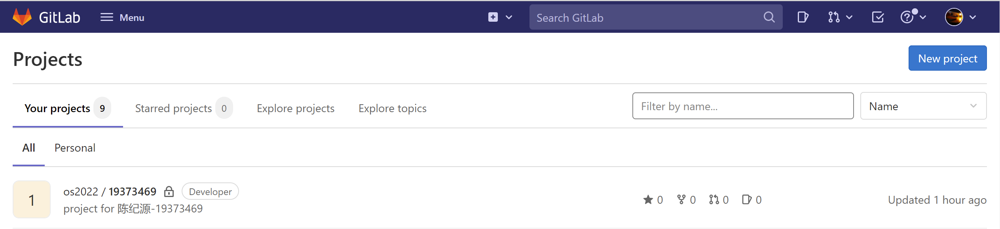 GitLab Menu Search GitLab
Projects New project
Your projects 9 Starred projects 0 Explore projects Explore topics Filter by name... Name
All Personal
1 os2022 / 19373469 Developer
0 0 0 0 Updated 1 hour ago
project for 陈纪源-19373469